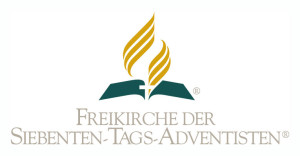 ®
FREIKIRCHE DER
SIEBENTEN-TAGS-ADVENTISTEN®